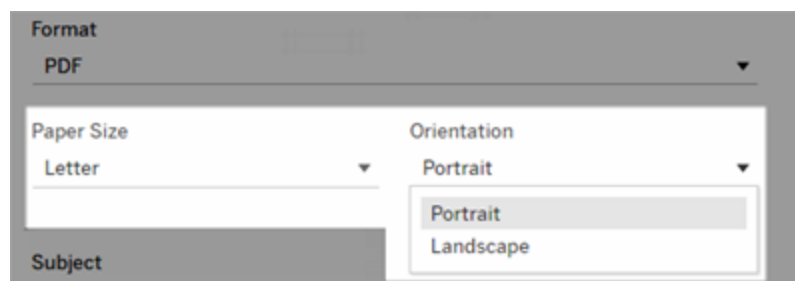 Format
PDF
Paper Size
Orientation
Letter
Portrait
Portrait
Landscape
Subject